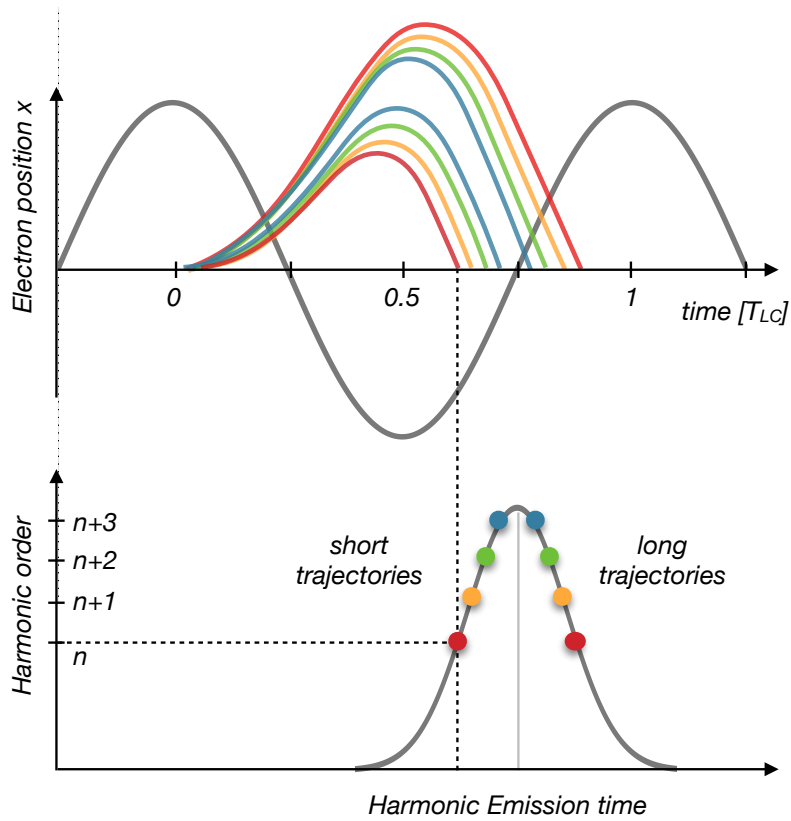 Electron position x
0
0.5
1
time [TLC]
Harmonic order
n+3
n+2
n+1
n
short
trajectories
long
trajectories
Harmonic Emission time